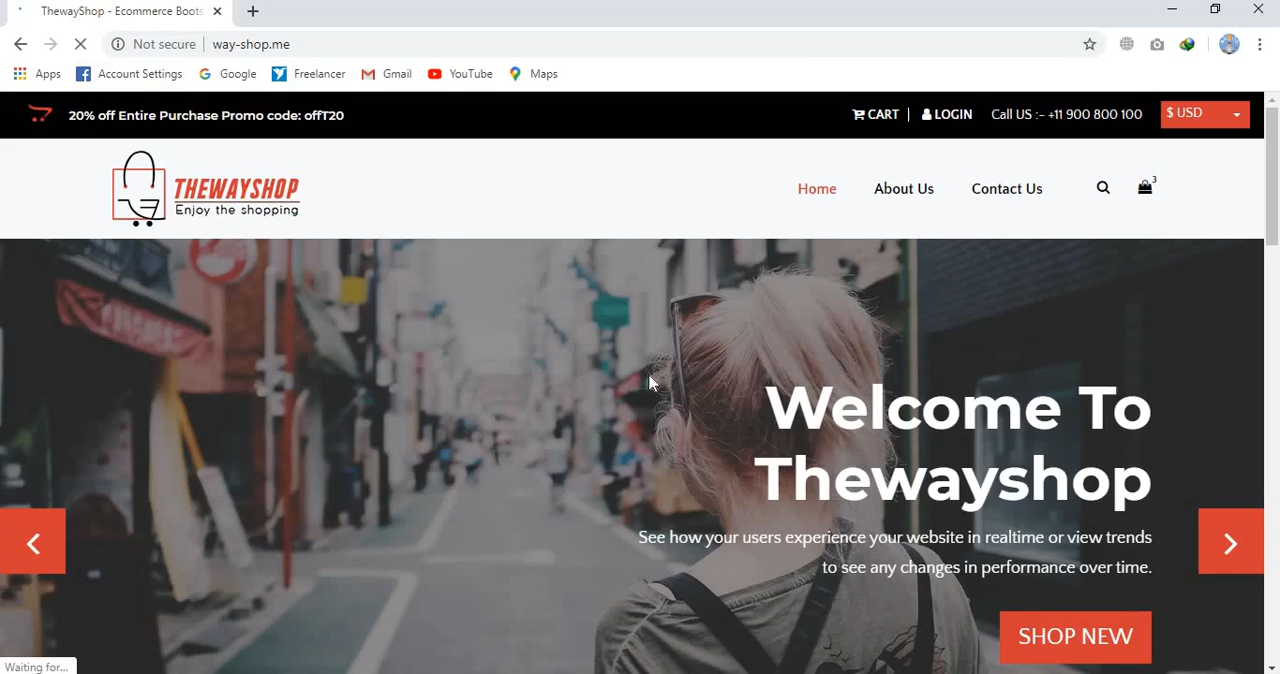 ThewayShop - Ecommerce Boots
Not secure | way-shop.me
Apps Account Settings Google Freelancer Gmail YouTube Maps
20% off Entire Purchase Promo code: offT20
CART | LOGIN Call US :- +11 900 800 100 $ USD
THEWAYSHOP
Enjoy the shopping
Home About Us Contact Us 3
Welcome To
Thewayshop
See how your users experience your website in realtime or view trends
to see any changes in performance over time.
SHOP NEW
Waiting for...